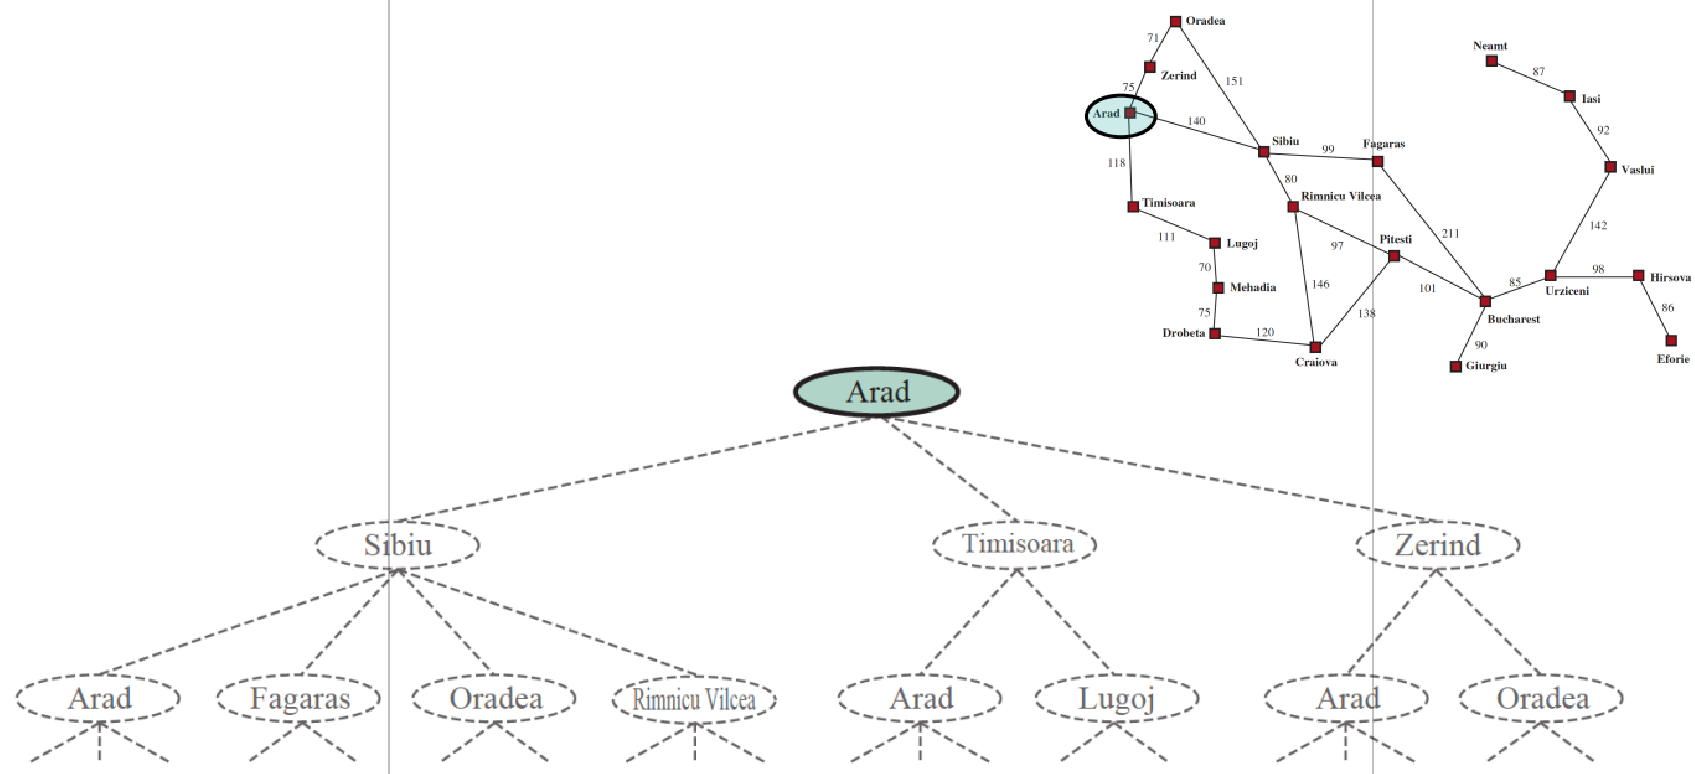 Oradea
71
Neamt
Zerind
87
151
75
Iasi
Arad
140
92
Sibiu
99
Fagaras
118
Vaslui
80
Rimnicu Vilcea
Timisoara
142
111
Lugoj
97
Pitesti
211
70
98
Hirsova
146
101
85
Urziceni
Mehadia
75
138
86
Bucharest
Drobeta
120
90
Eforie
Craiova
Giurgiu
Arad
Sibiu
Timisoara
Zerind
Arad
Fagaras
Oradea
Rimnicu Vilcea
Arad
Lugoj
Arad
Oradea